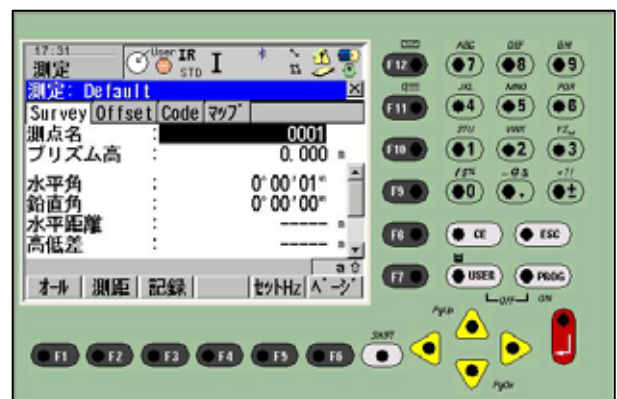 17:31
測定
User IR
STD I
測定: Default
Survey Offset Code マップ
測点名 : 0001
プリズム高 : 0.000 m
水平角 : 0°00'01"
鉛直角 : 0°00'00"
水平距離 : ----- m
高低差 : ----- m
a
オール 測距 記録 セットHz ページ
F12 ABC 7 DEF 8 GHI 9
F11 JKL 4 MNO 5 PQR 6
F10 STU 1 VWX 2 YZ 3
F9 0 . ±
F8 CE ESC
F7 USER PROG
OFF ON
F1 F2 F3 F4 F5 F6 SHIFT
PgUp
PgDn